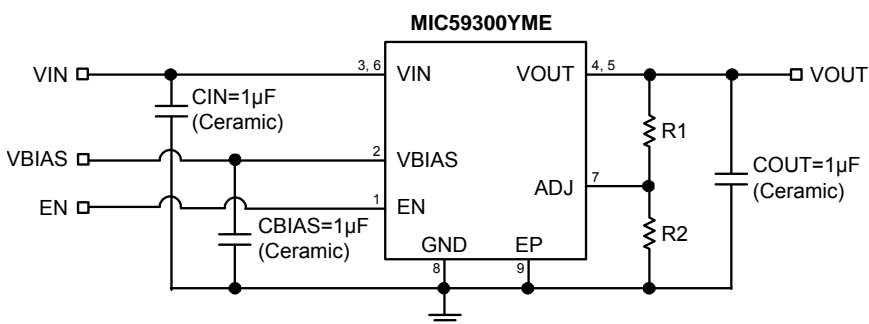 MIC59300YME
VIN
3, 6
VIN
VOUT
4, 5
VOUT
CIN=1µF
(Ceramic)
R1
VBIAS
2
VBIAS
COUT=1µF
(Ceramic)
ADJ
7
EN
1
EN
CBIAS=1µF
(Ceramic)
R2
GND
EP
8
9